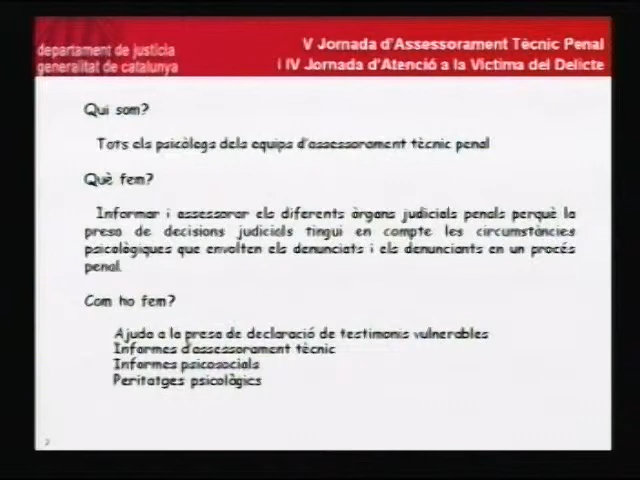 departament de justícia
generalitat de catalunya
V Jornada d'Assessorament Tècnic Penal
i IV Jornada d'Atenció a la Víctima del Delicte
Qui som?
Tots els psicòlegs dels equips d'assessorament tècnic penal
Què fem?
Informar i assessorar els diferents òrgans judicials penals perquè la
presa de decisions judicials tingui en compte les circumstàncies
psicològiques que envolten els denunciats i els denunciants en un procés
penal.
Com ho fem?
Ajuda a la presa de declaració de testimonis vulnerables
Informes d'assessorament tècnic
Informes psicosocials
Peritatges psicològics
2